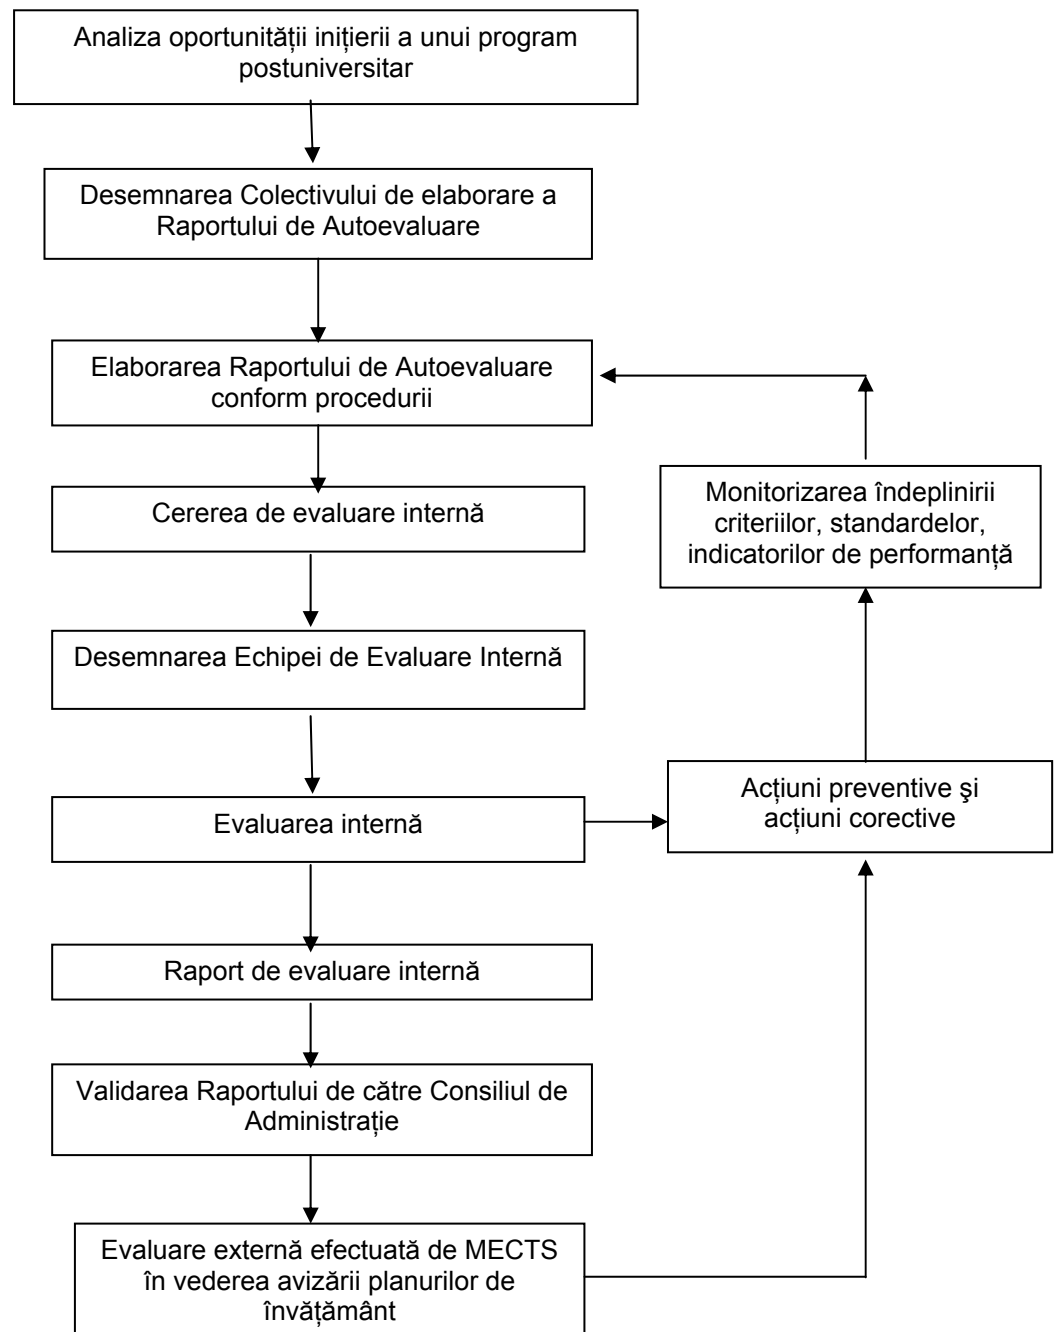 Analiza oportunității inițierii a unui program
postuniversitar
Desemnarea Colectivului de elaborare a
Raportului de Autoevaluare
Elaborarea Raportului de Autoevaluare
conform procedurii
Cererea de evaluare internă
Monitorizarea îndeplinirii
criteriilor, standardelor,
indicatorilor de performanță
Desemnarea Echipei de Evaluare Internă
Evaluarea internă
Acțiuni preventive şi
acțiuni corective
Raport de evaluare internă
Validarea Raportului de către Consiliul de
Administrație
Evaluare externă efectuată de MECTS
în vederea avizării planurilor de
învățământ